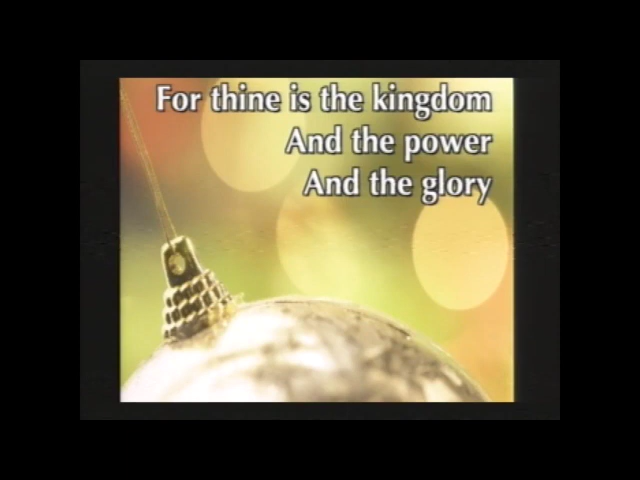 For thine is the kingdom
And the power
And the glory